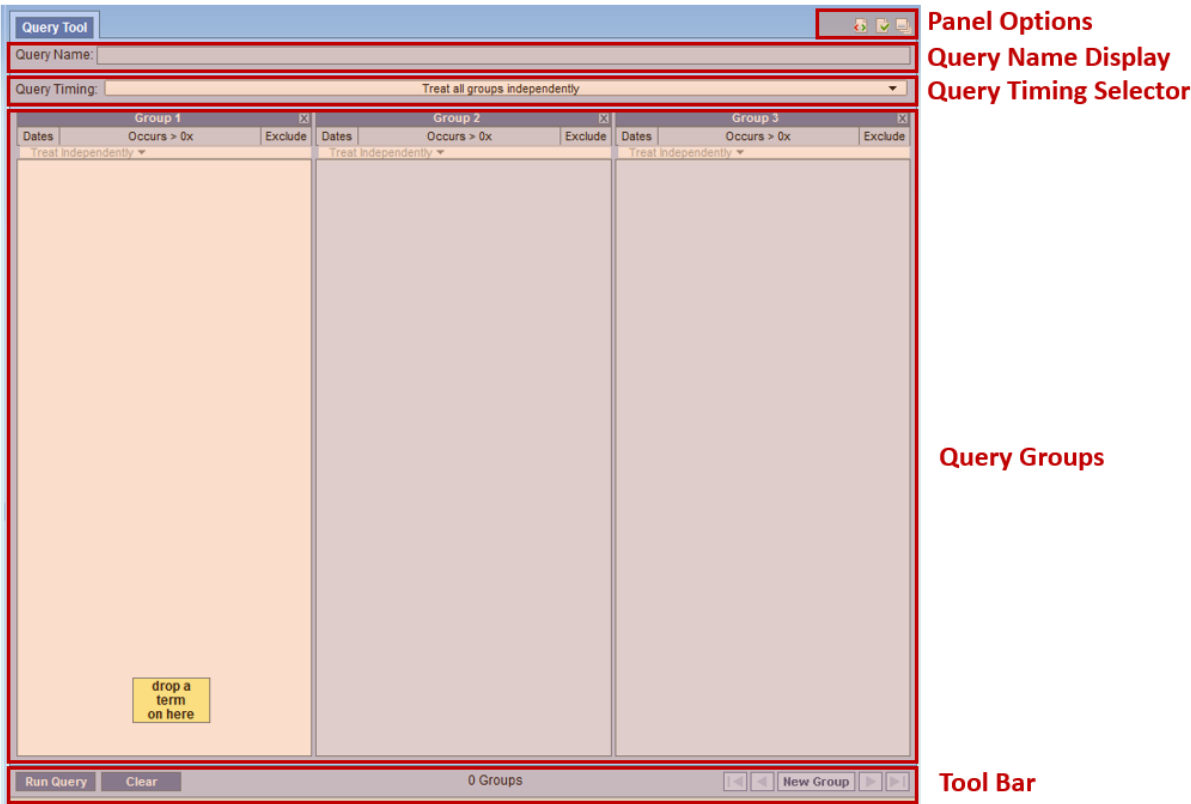 Query Tool
Panel Options
Query Name:
Query Name Display
Query Timing: Treat all groups independently
Query Timing Selector
Group 1 Group 2 Group 3
Dates Occurs > 0x Exclude Dates Occurs > 0x Exclude Dates Occurs > 0x Exclude
Treat Independently Treat Independently Treat Independently
Query Groups
drop a
term
on here
Run Query Clear 0 Groups New Group
Tool Bar